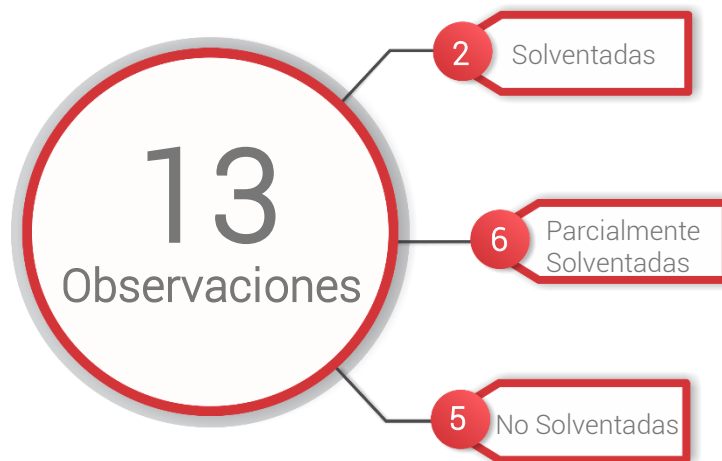 13
Observaciones
2
Solventadas
6
Parcialmente
Solventadas
5
No Solventadas